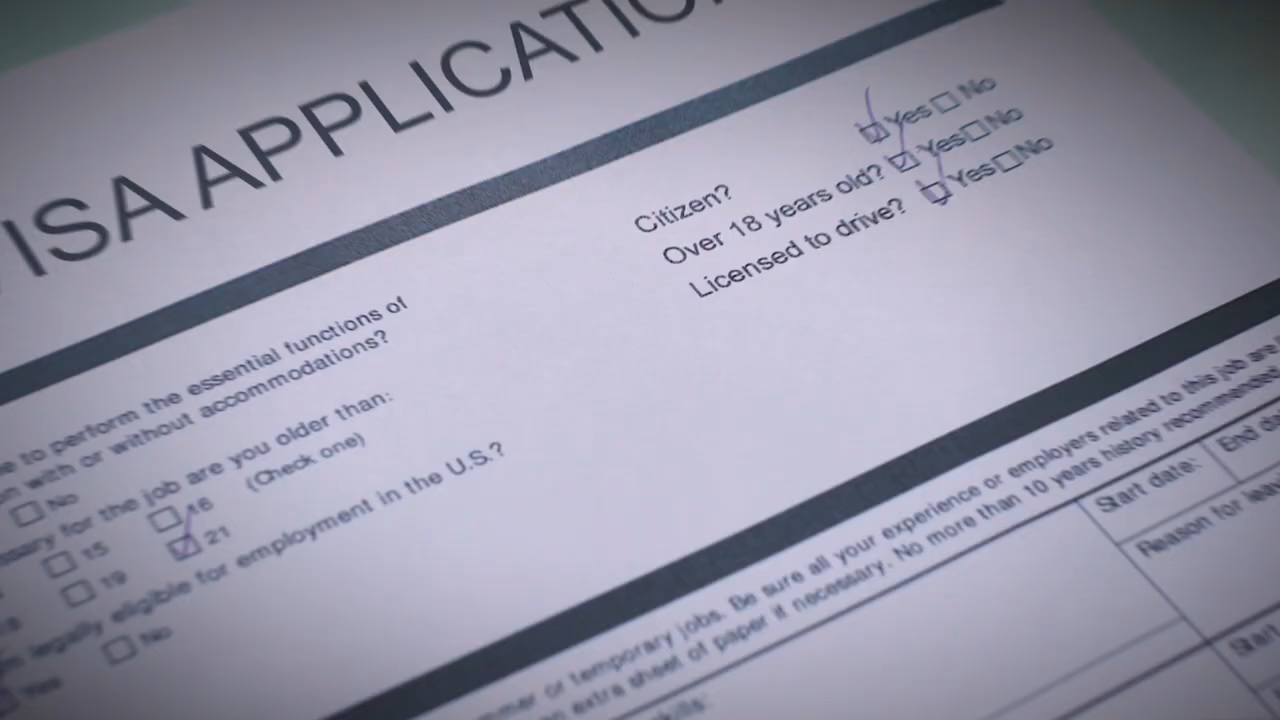 ISA APPLICATIO
Citizen? Yes No
Over 18 years old? Yes No
Licensed to drive? Yes No
to perform the essential functions of
with or without accommodations?
No
for the job are you older than:
15 16 (Check one)
19 21
legally eligible for employment in the U.S.?
Yes No
or temporary jobs. Be sure all your experience or employers related to this job are
extra sheet of paper if necessary. No more than 10 years history recommended.
Start date: End
Reason for
Start